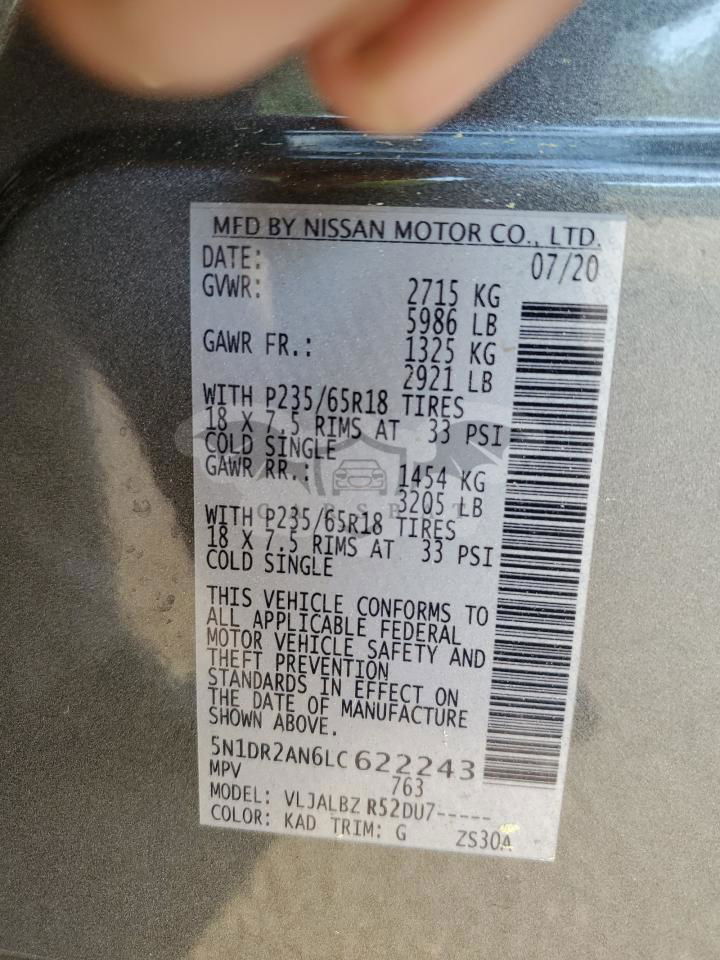 MFD BY NISSAN MOTOR CO., LTD.
DATE: 07/20
GVWR: 2715 KG
5986 LB
GAWR FR.: 1325 KG
2921 LB
WITH P235/65R18 TIRES
18 X 7.5 RIMS AT 33 PSI
COLD SINGLE
GAWR RR.: 1454 KG
3205 LB
WITH P235/65R18 TIRES
18 X 7.5 RIMS AT 33 PSI
COLD SINGLE
THIS VEHICLE CONFORMS TO
ALL APPLICABLE FEDERAL
MOTOR VEHICLE SAFETY AND
THEFT PREVENTION
STANDARDS IN EFFECT ON
THE DATE OF MANUFACTURE
SHOWN ABOVE.
5N1DR2AN6LC622243
MPV 763
MODEL: VLJALBZ R52DU7-----
COLOR: KAD TRIM: G ZS30A